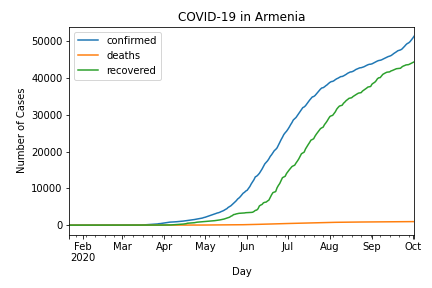 COVID-19 in Armenia
confirmed
deaths
recovered
Number of Cases
50000
40000
30000
20000
10000
0
Feb Mar Apr May Jun Jul Aug Sep Oct
2020
Day